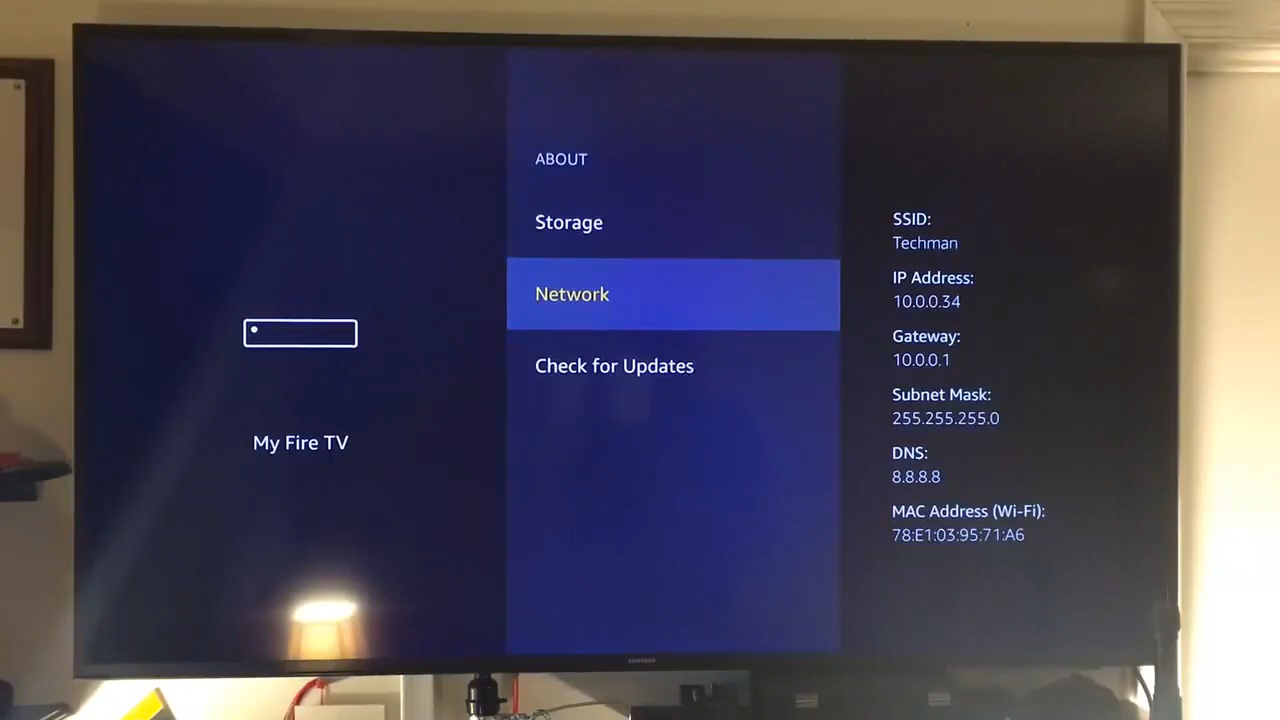 ABOUT
Storage
Network
Check for Updates
My Fire TV
SSID:
Techman
IP Address:
10.0.0.34
Gateway:
10.0.0.1
Subnet Mask:
255.255.255.0
DNS:
8.8.8.8
MAC Address (Wi-Fi):
78:E1:03:95:71:A6
SAMSUNG